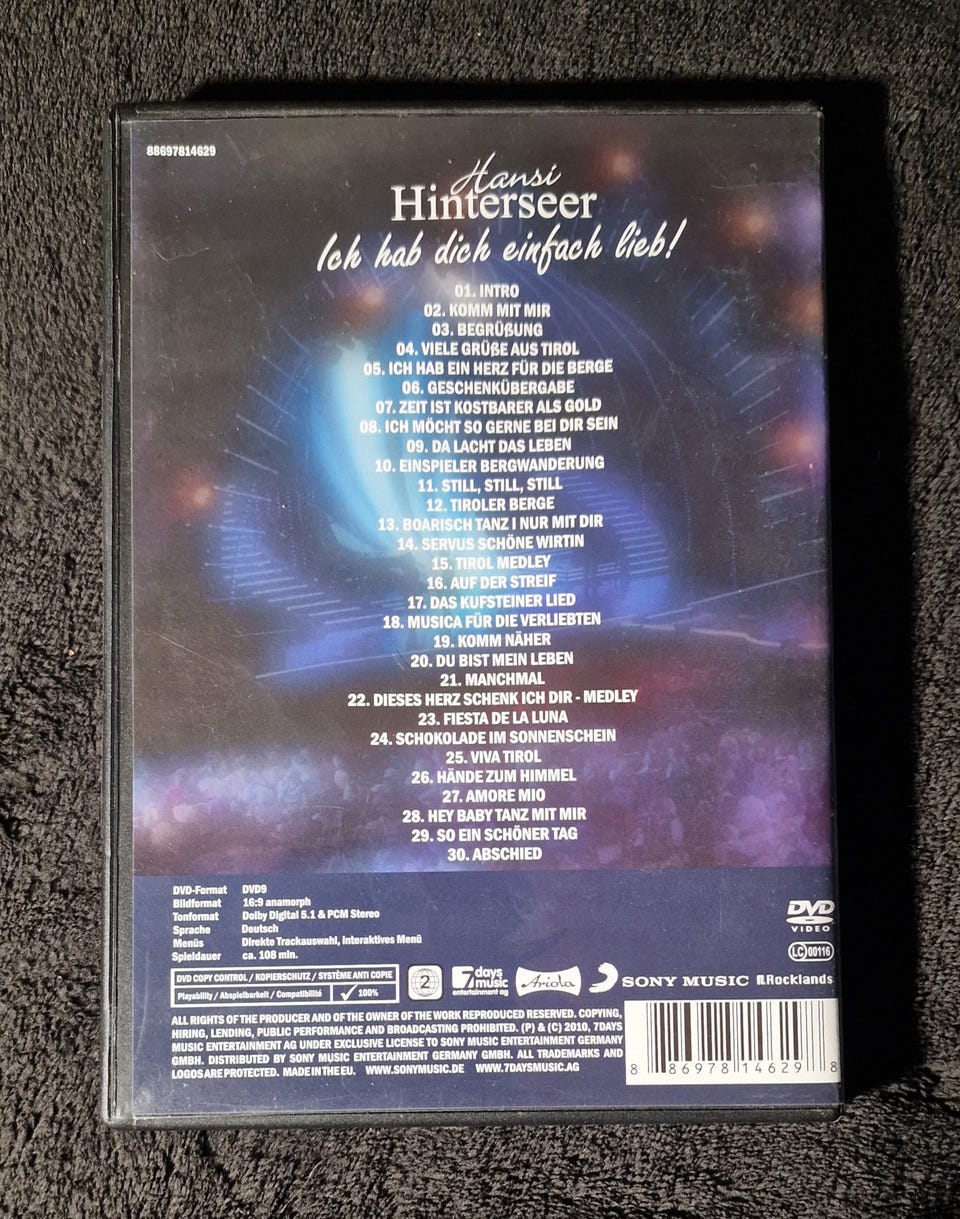 88697814629
Hansi
Hinterseer
Ich hab dich einfach lieb!
01. INTRO
02. KOMM MIT MIR
03. BEGRÜßUNG
04. VIELE GRÜßE AUS TIROL
05. ICH HAB EIN HERZ FÜR DIE BERGE
06. GESCHENKÜBERGABE
07. ZEIT IST KOSTBARER ALS GOLD
08. ICH MÖCHT SO GERNE BEI DIR SEIN
09. DA LACHT DAS LEBEN
10. EINSPIELER BERGWANDERUNG
11. STILL, STILL, STILL
12. TIROLER BERGE
13. BOARISCH TANZ I NUR MIT DIR
14. SERVUS SCHÖNE WIRTIN
15. TIROL MEDLEY
16. AUF DER STREIF
17. DAS KUFSTEINER LIED
18. MUSICA FÜR DIE VERLIEBTEN
19. KOMM NÄHER
20. DU BIST MEIN LEBEN
21. MANCHMAL
22. DIESES HERZ SCHENK ICH DIR - MEDLEY
23. FIESTA DE LA LUNA
24. SCHOKOLADE IM SONNENSCHEIN
25. VIVA TIROL
26. HÄNDE ZUM HIMMEL
27. AMORE MIO
28. HEY BABY TANZ MIT MIR
29. SO EIN SCHÖNER TAG
30. ABSCHIED
DVD-Format DVD9
Bildformat 16:9 anamorph
Tonformat Dolby Digital 5.1 & PCM Stereo
Sprache Deutsch
Menüs Direkte Trackauswahl, Interaktives Menü
Spieldauer ca. 108 min.
DVD VIDEO
LC 00116
DVD COPY CONTROL / KOPIERSCHUTZ / SYSTÈME ANTI COPIE
Playability / Abspielbarkeit / Compatibilité 100%
2
7days music entertainment ag
Ariola
SONY MUSIC
Rocklands
ALL RIGHTS OF THE PRODUCER AND OF THE OWNER OF THE WORK REPRODUCED RESERVED. COPYING,
HIRING, LENDING, PUBLIC PERFORMANCE AND BROADCASTING PROHIBITED. (P) & (C) 2010, 7DAYS
MUSIC ENTERTAINMENT AG UNDER EXCLUSIVE LICENSE TO SONY MUSIC ENTERTAINMENT GERMANY
GMBH. DISTRIBUTED BY SONY MUSIC ENTERTAINMENT GERMANY GMBH. ALL TRADEMARKS AND
LOGOS ARE PROTECTED. MADE IN THE EU. WWW.SONYMUSIC.DE WWW.7DAYSMUSIC.AG
8 86978 14629 8